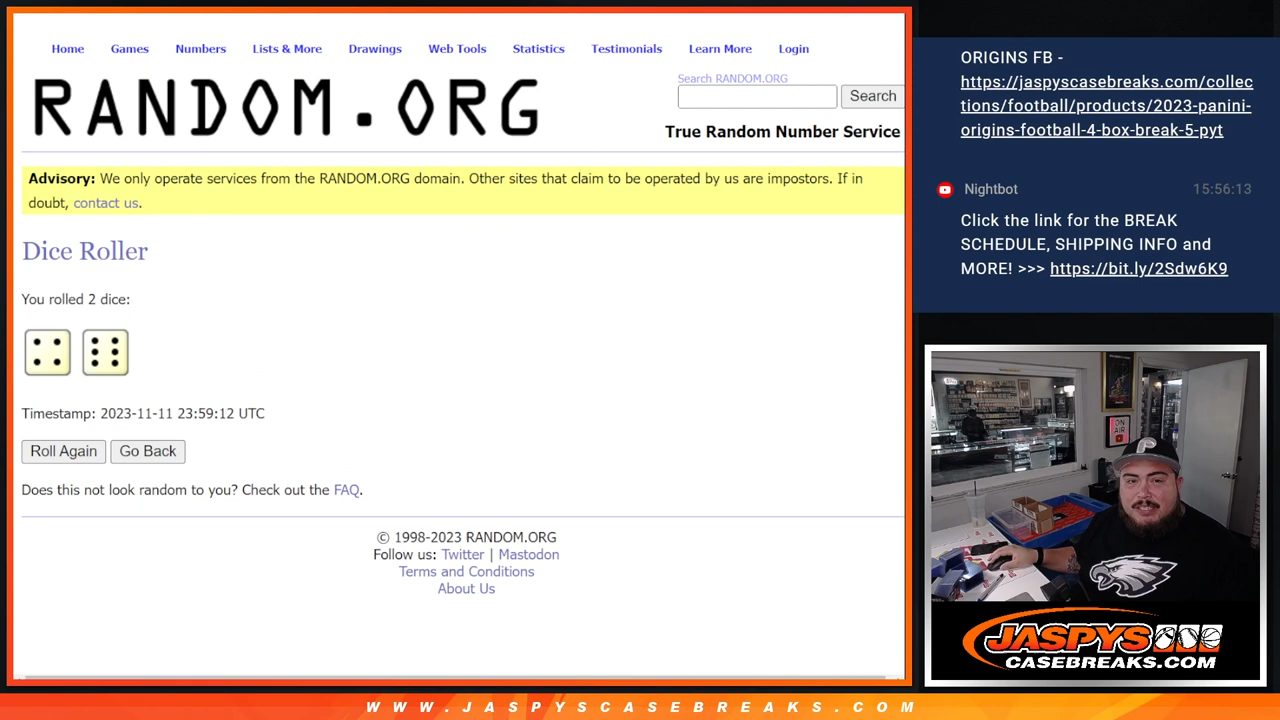 Home Games Numbers Lists & More Drawings Web Tools Statistics Testimonials Learn More Login
RANDOM.ORG
Search RANDOM.ORG
Search
True Random Number Service
Advisory: We only operate services from the RANDOM.ORG domain. Other sites that claim to be operated by us are impostors. If in
doubt, contact us.
Dice Roller
You rolled 2 dice:
Timestamp: 2023-11-11 23:59:12 UTC
Roll Again Go Back
Does this not look random to you? Check out the FAQ.
© 1998-2023 RANDOM.ORG
Follow us: Twitter | Mastodon
Terms and Conditions
About Us
ORIGINS FB -
https://jaspyscasebreaks.com/collec
tions/football/products/2023-panini-
origins-football-4-box-break-5-pyt
Nightbot 15:56:13
Click the link for the BREAK
SCHEDULE, SHIPPING INFO and
MORE! >>> https://bit.ly/2Sdw6K9
ON
AIR
P
JASPYS
CASEBREAKS.COM
WWW.JASPYSCASEBREAKS.COM